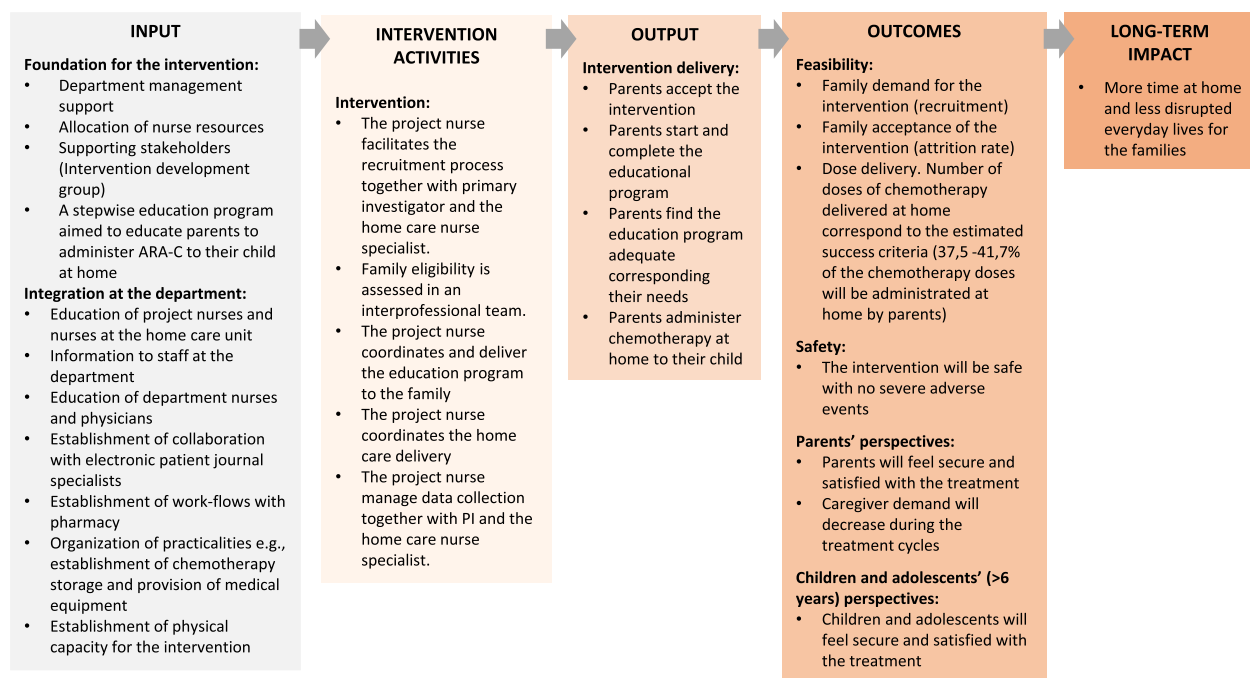 INPUT
Foundation for the intervention:
• Department management
support
• Allocation of nurse resources
• Supporting stakeholders
(Intervention development
group)
• A stepwise education program
aimed to educate parents to
administer ARA-C to their child
at home
Integration at the department:
• Education of project nurses and
nurses at the home care unit
• Information to staff at the
department
• Education of department nurses
and physicians
• Establishment of collaboration
with electronic patient journal
specialists
• Establishment of work-flows with
pharmacy
• Organization of practicalities e.g.,
establishment of chemotherapy
storage and provision of medical
equipment
• Establishment of physical
capacity for the intervention
INTERVENTION
ACTIVITIES
Intervention:
• The project nurse
facilitates the
recruitment process
together with primary
investigator and the
home care nurse
specialist.
• Family eligibility is
assessed in an
interprofessional team.
• The project nurse
coordinates and deliver
the education program
to the family
• The project nurse
coordinates the home
care delivery
• The project nurse
manage data collection
together with PI and the
home care nurse
specialist.
OUTPUT
Intervention delivery:
• Parents accept the
intervention
• Parents start and
complete the
educational
program
• Parents find the
education program
adequate
corresponding
their needs
• Parents administer
chemotherapy at
home to their child
OUTCOMES
Feasibility:
• Family demand for the
intervention (recruitment)
• Family acceptance of the
intervention (attrition rate)
• Dose delivery. Number of
doses of chemotherapy
delivered at home
correspond to the estimated
success criteria (37,5 -41,7%
of the chemotherapy doses
will be administrated at
home by parents)
Safety:
• The intervention will be safe
with no severe adverse
events
Parents’ perspectives:
• Parents will feel secure and
satisfied with the treatment
• Caregiver demand will
decrease during the
treatment cycles
Children and adolescents’ (>6
years) perspectives:
• Children and adolescents will
feel secure and satisfied with
the treatment
LONG-TERM
IMPACT
• More time at home
and less disrupted
everyday lives for
the families